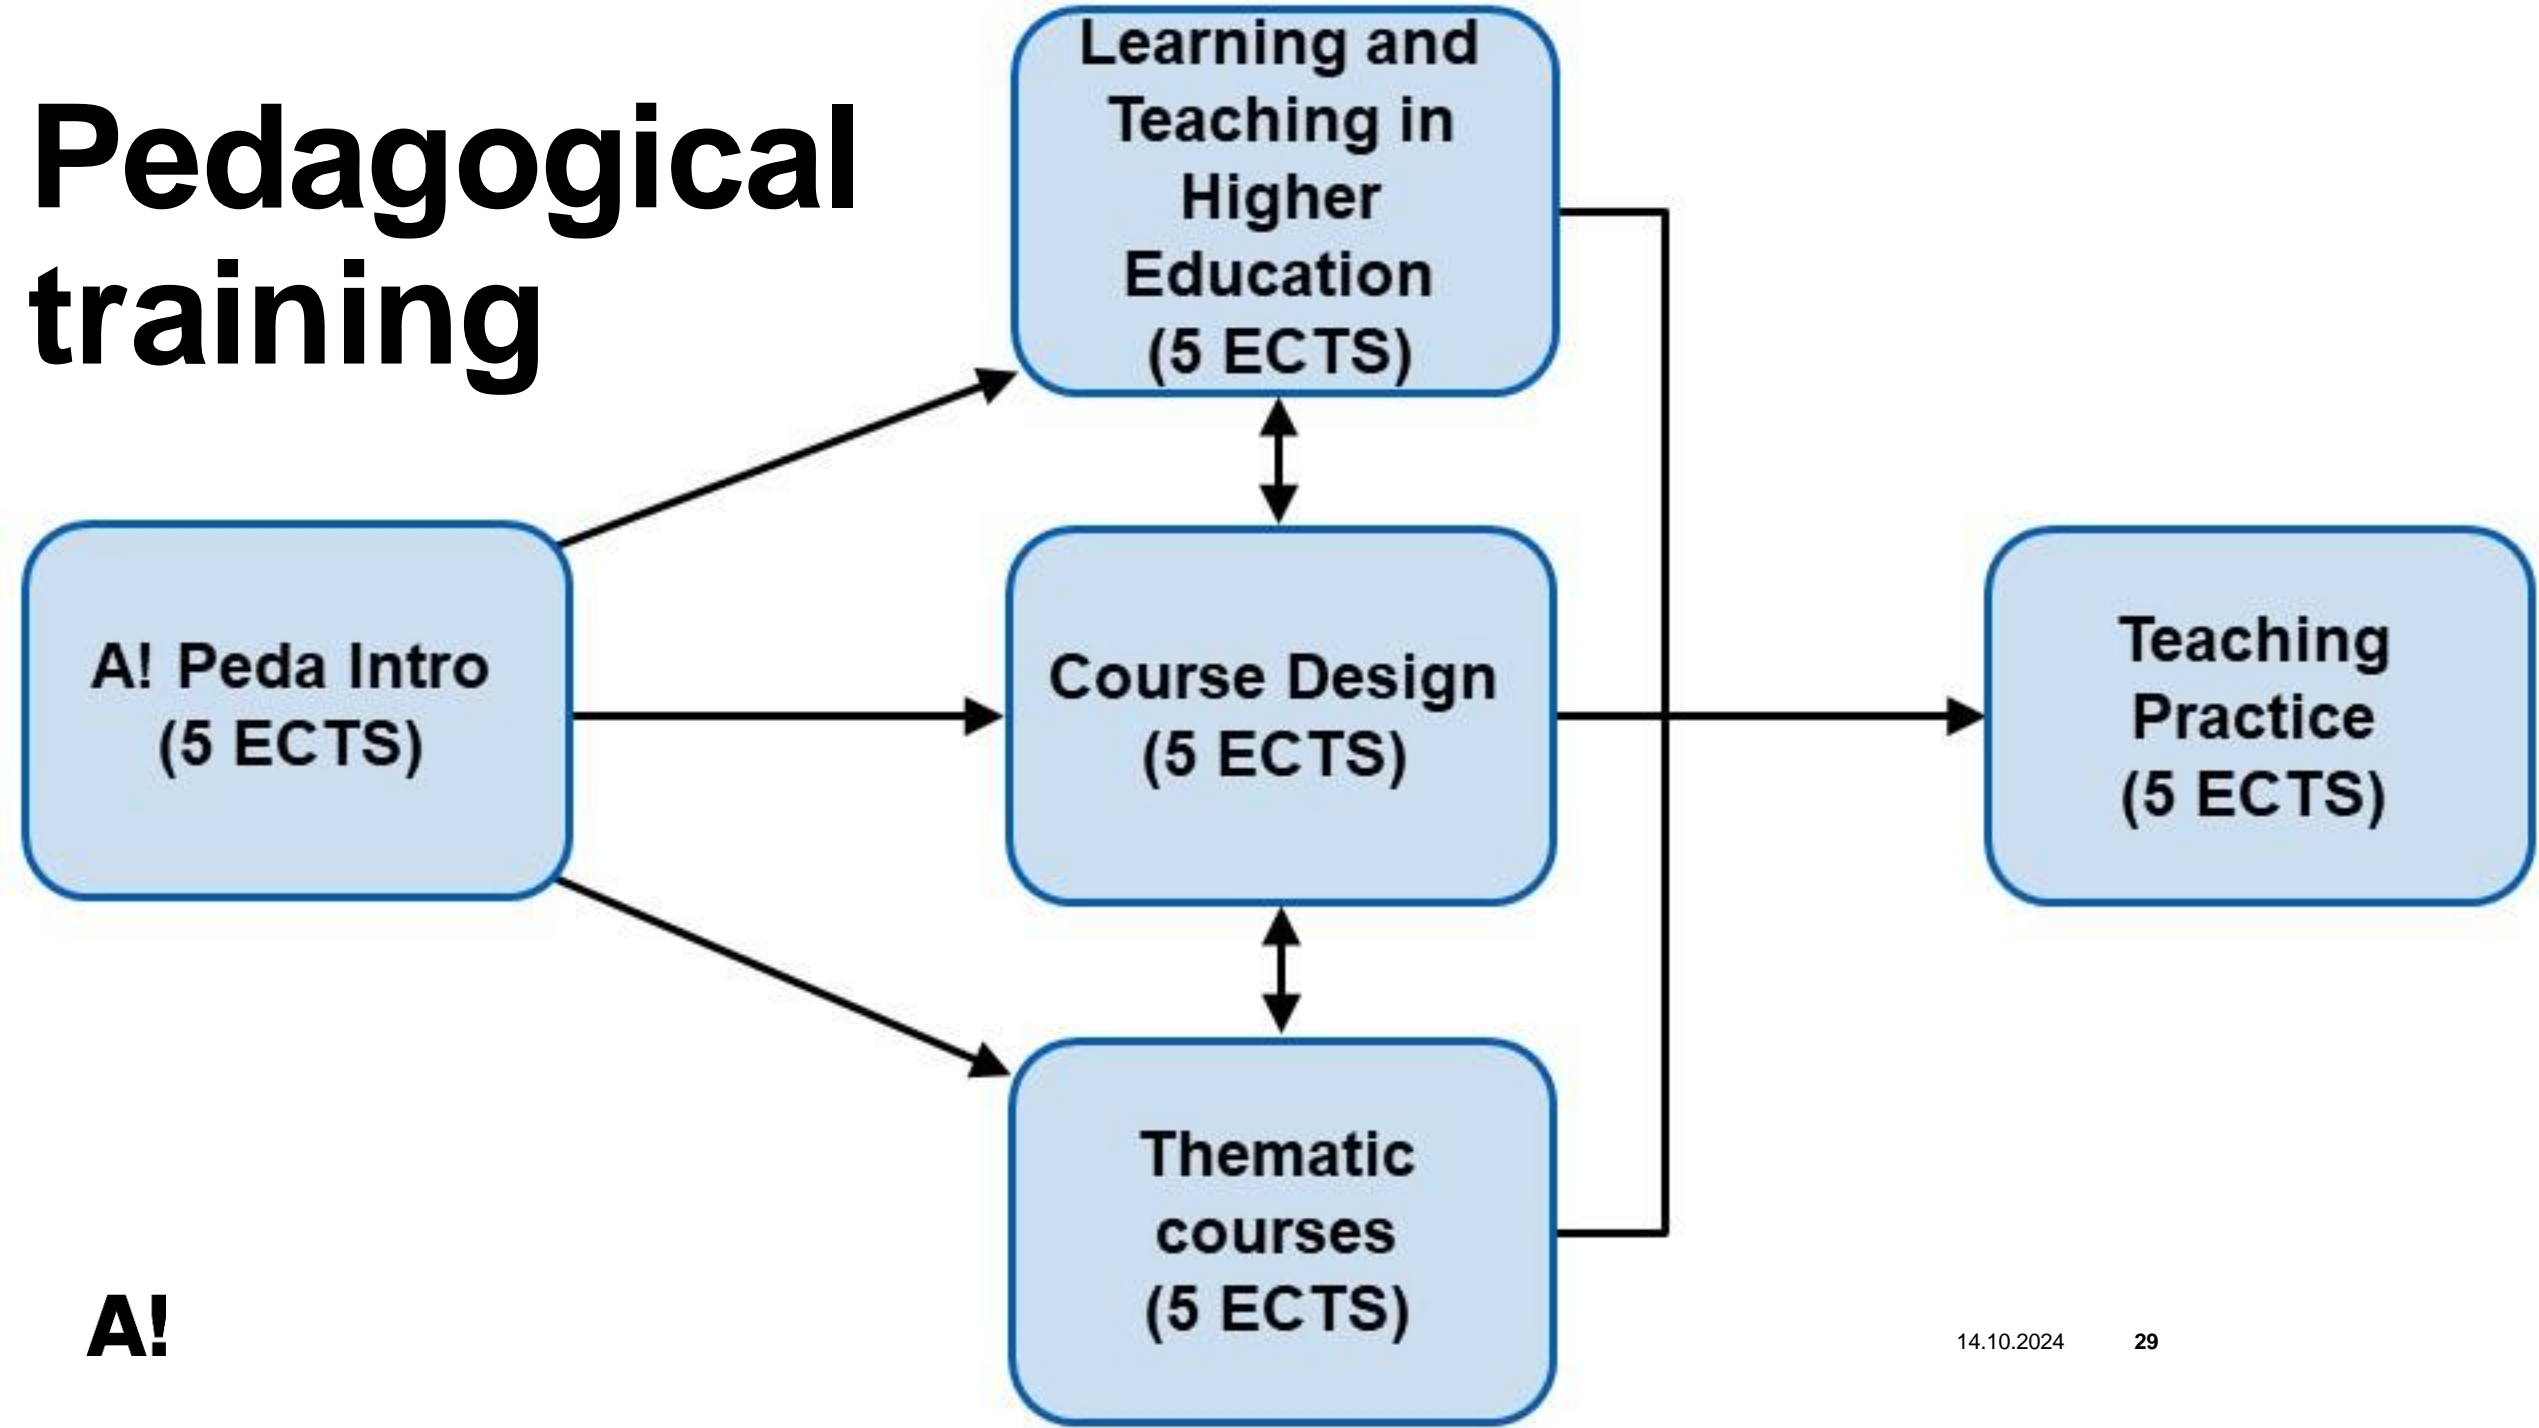 Pedagogical
training
Learning and
Teaching in
Higher
Education
(5 ECTS)
A! Peda Intro
(5 ECTS)
Course Design
(5 ECTS)
Teaching
Practice
(5 ECTS)
Thematic
courses
(5 ECTS)
A!
14.10.2024 29